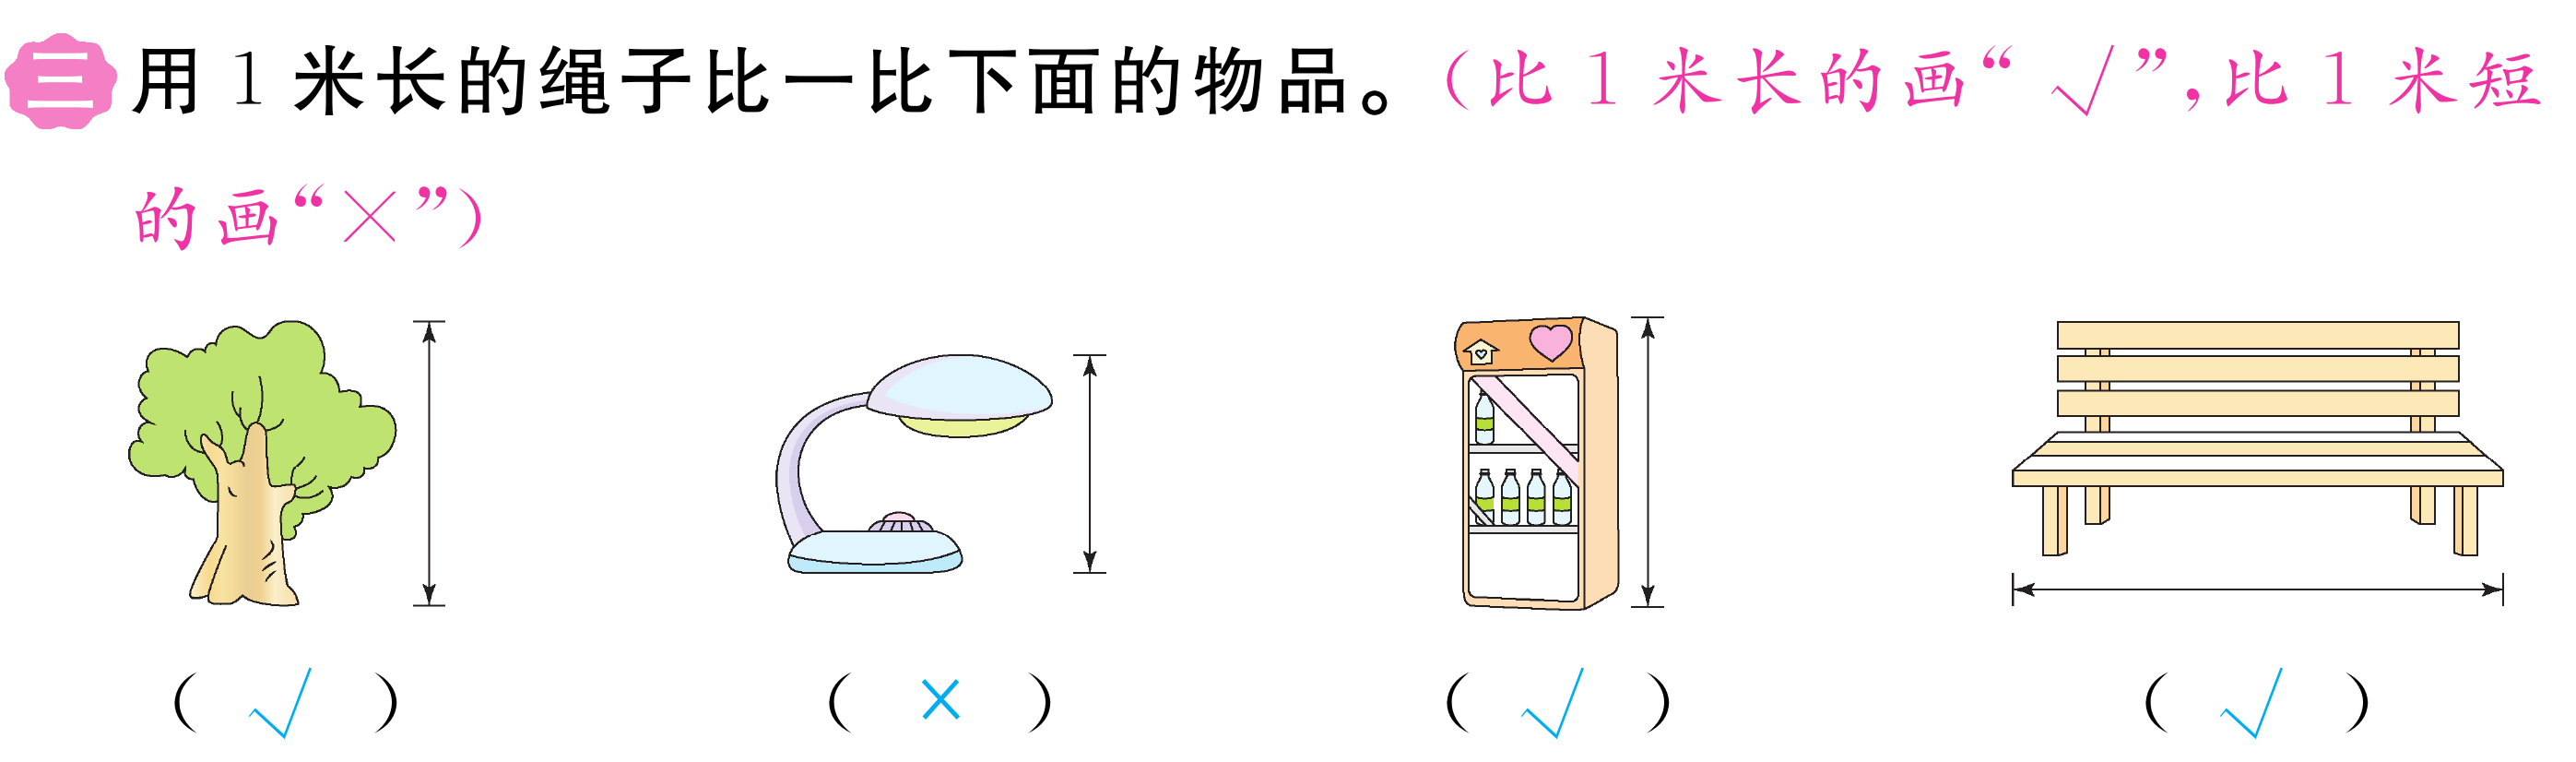 三 用 1 米长的绳子比一比下面的物品。(比 1 米长的画“√”,比 1 米短
的画“×”)
( √ ) ( × ) ( √ ) ( √ )